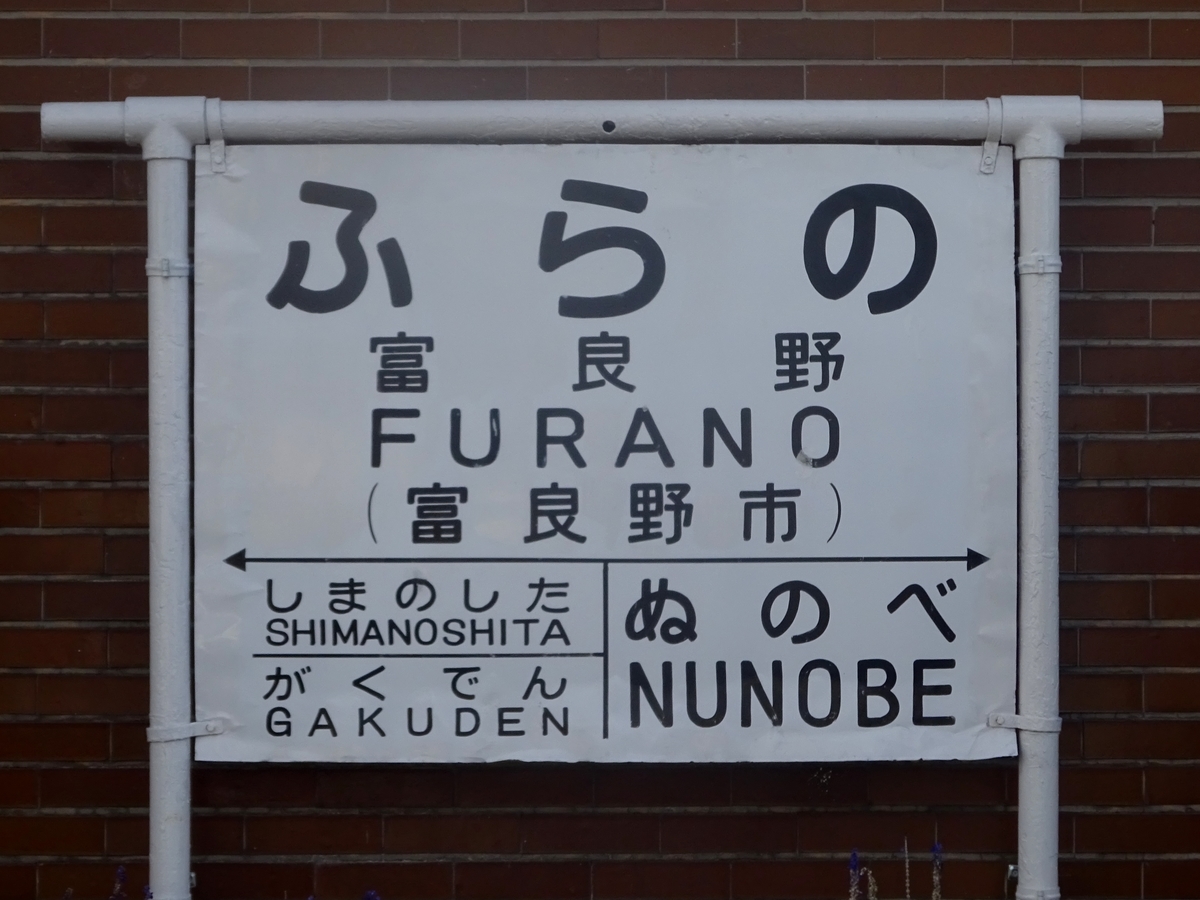 ふらの
富良野
FURANO
(富良野市)
しまのした
SHIMANOSHITA
がくでん
GAKUDEN
ぬのべ
NUNOBE